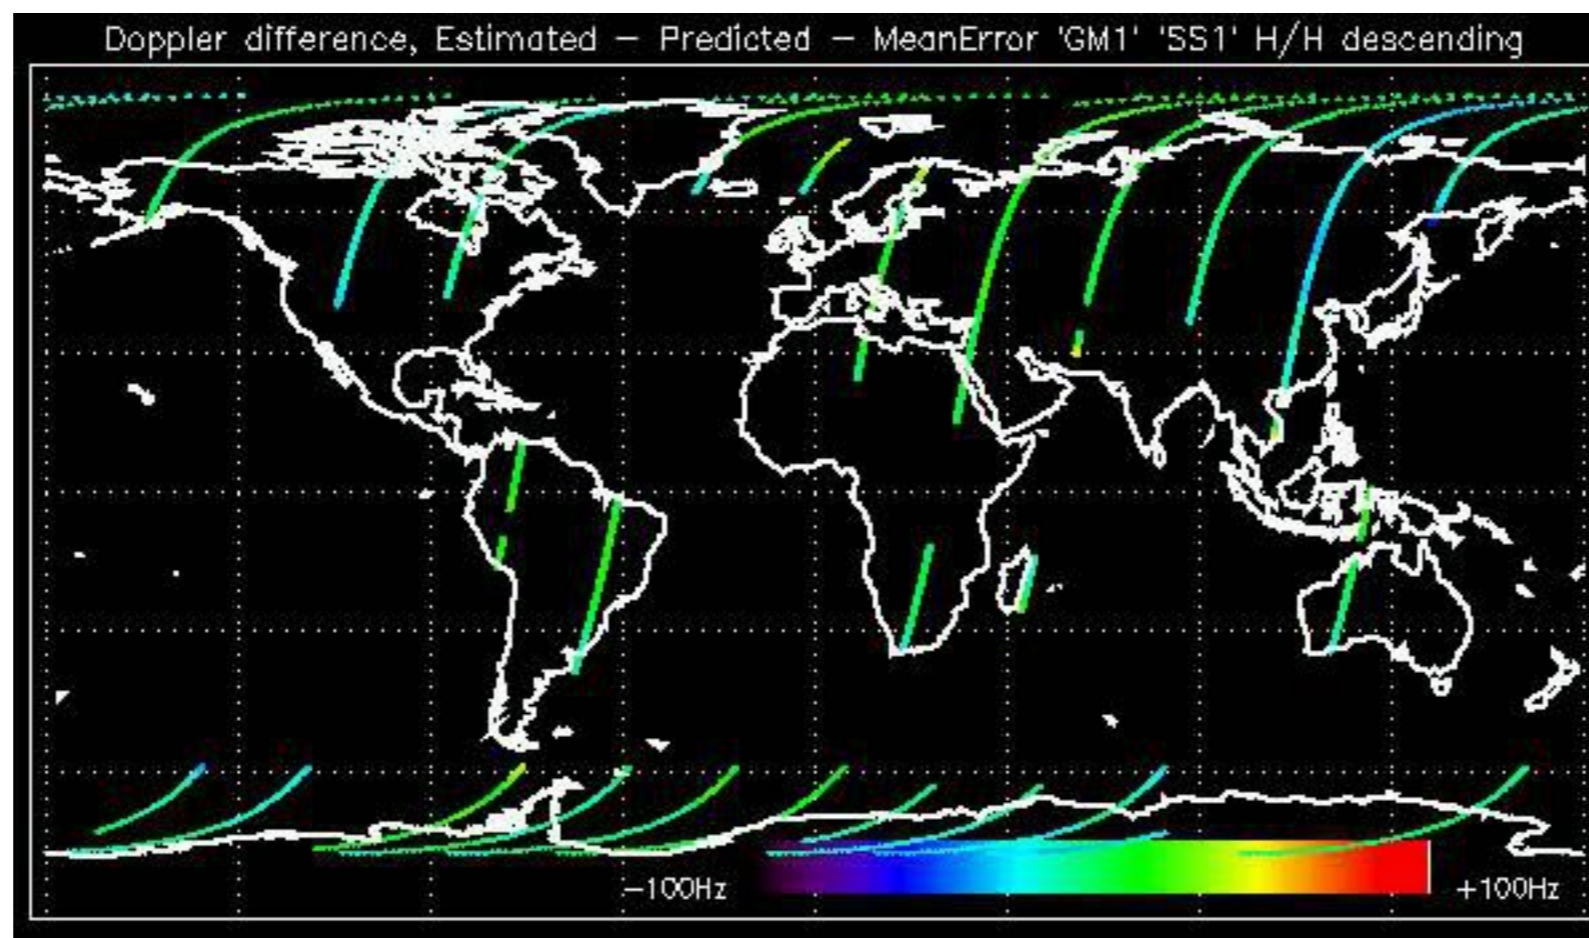 Doppler difference, Estimated – Predicted – MeanError 'GM1' 'SS1' H/H descending
–100Hz
+100Hz